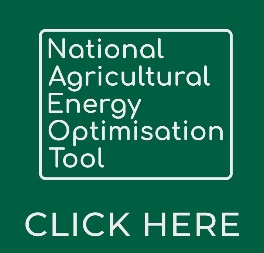 National
Agricultural
Energy
Optimisation
Tool
CLICK HERE